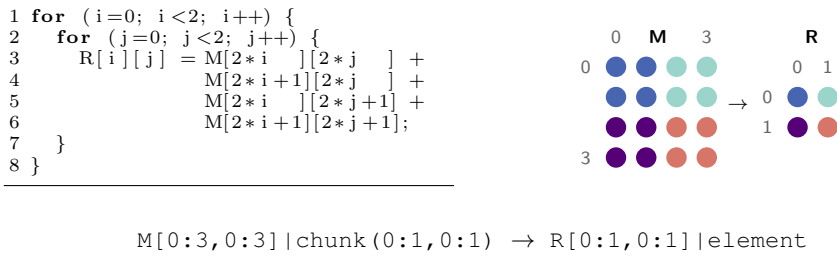 1 for (i=0; i<2; i++) {
2   for (j=0; j<2; j++) {
3     R[i][j] = M[2*i  ][2*j  ] +
4               M[2*i+1][2*j  ] +
5               M[2*i  ][2*j+1] +
6               M[2*i+1][2*j+1];
7   }
8 }
0 M 3
0
3
→
R
0 1
0
1
M[0:3,0:3]|chunk(0:1,0:1) → R[0:1,0:1]|element